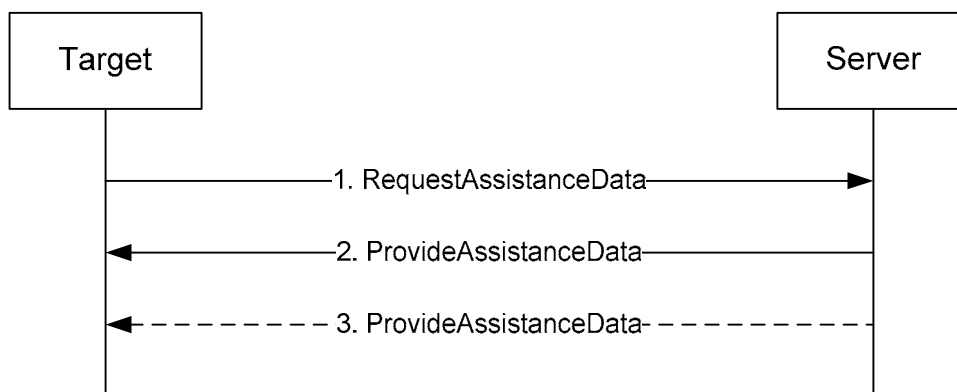 Target
Server
1. RequestAssistanceData
2. ProvideAssistanceData
3. ProvideAssistanceData